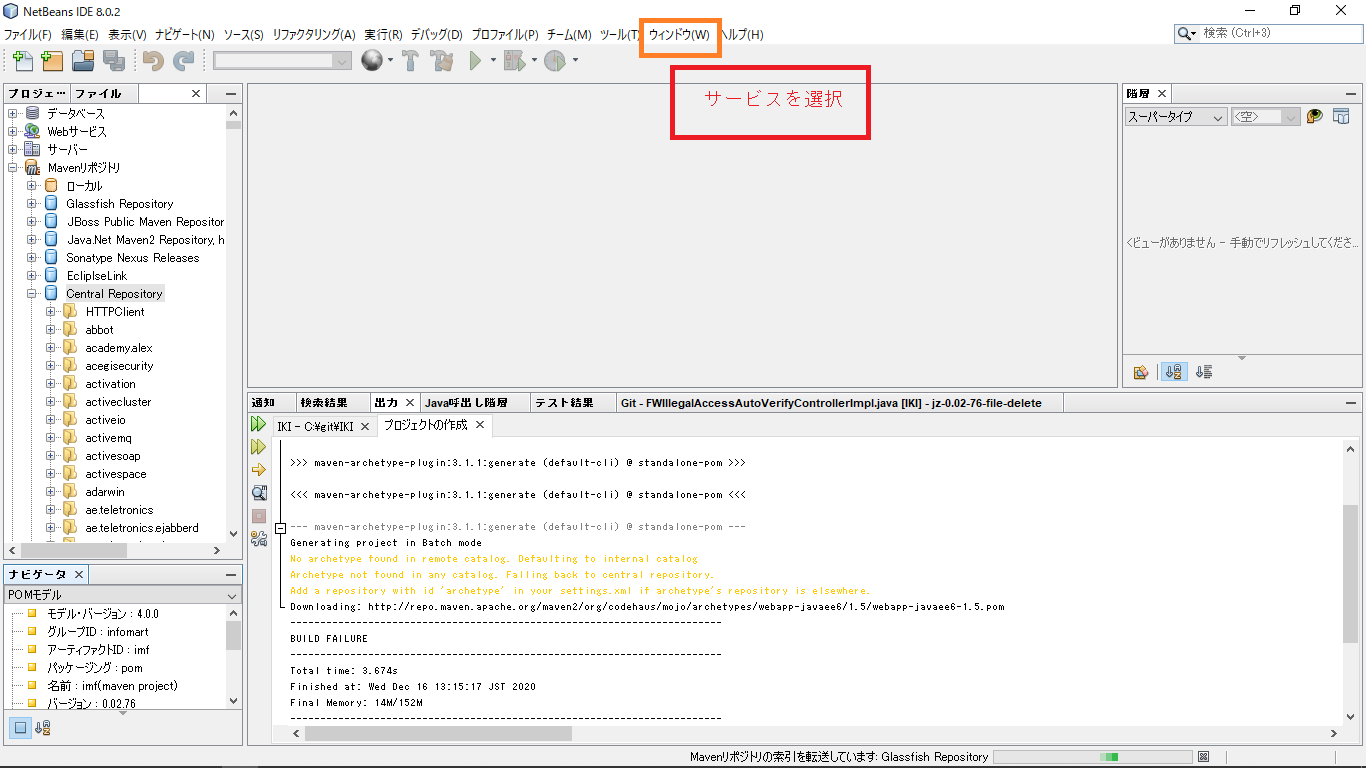 NetBeans IDE 8.0.2
ファイル(F) 編集(E) 表示(V) ナビゲート(N) ソース(S) リファクタリング(A) 実行(R) デバッグ(D) プロファイル(P) チーム(M) ツール(T) ウィンドウ(W) ヘルプ(H)
検索 (Ctrl+3)
サービスを選択
プロジェ… ファイル
データベース
Webサービス
サーバー
Mavenリポジトリ
ローカル
Glassfish Repository
JBoss Public Maven Repositor
Java.Net Maven2 Repository, h
Sonatype Nexus Releases
EclipseLink
Central Repository
HTTPClient
abbot
academy.alex
acegisecurity
activation
activecluster
activeio
activemq
activesoap
activespace
adarwin
ae.teletronics
ae.teletronics.ejabberd
ナビゲータ
POMモデル
モデル・バージョン : 4.0.0
グループID : infomart
アーティファクトID : imf
パッケージング : pom
名前 : imf(maven project)
バージョン : 0.02.76
階層
スーパータイプ <空>
<ビューがありません - 手動でリフレッシュしてくださ...
通知 検索結果 出力 Java呼出し階層 テスト結果 Git - FWIllegalAccessAutoVerifyControllerImpl.java [IKI] - jz-0.02-76-file-delete
IKI - C:¥git¥IKI プロジェクトの作成
>>> maven-archetype-plugin:3.1.1:generate (default-cli) @ standalone-pom >>>
<<< maven-archetype-plugin:3.1.1:generate (default-cli) @ standalone-pom <<<
--- maven-archetype-plugin:3.1.1:generate (default-cli) @ standalone-pom ---
Generating project in Batch mode
No archetype found in remote catalog. Defaulting to internal catalog
Archetype not found in any catalog. Falling back to central repository.
Add a repository with id 'archetype' in your settings.xml if archetype's repository is elsewhere.
Downloading: http://repo.maven.apache.org/maven2/org/codehaus/mojo/archetypes/webapp-javaee6/1.5/webapp-javaee6-1.5.pom
------------------------------------------------------------------------
BUILD FAILURE
------------------------------------------------------------------------
Total time: 3.674s
Finished at: Wed Dec 16 13:15:17 JST 2020
Final Memory: 14M/152M
------------------------------------------------------------------------
Mavenリポジトリの索引を転送しています: Glassfish Repository